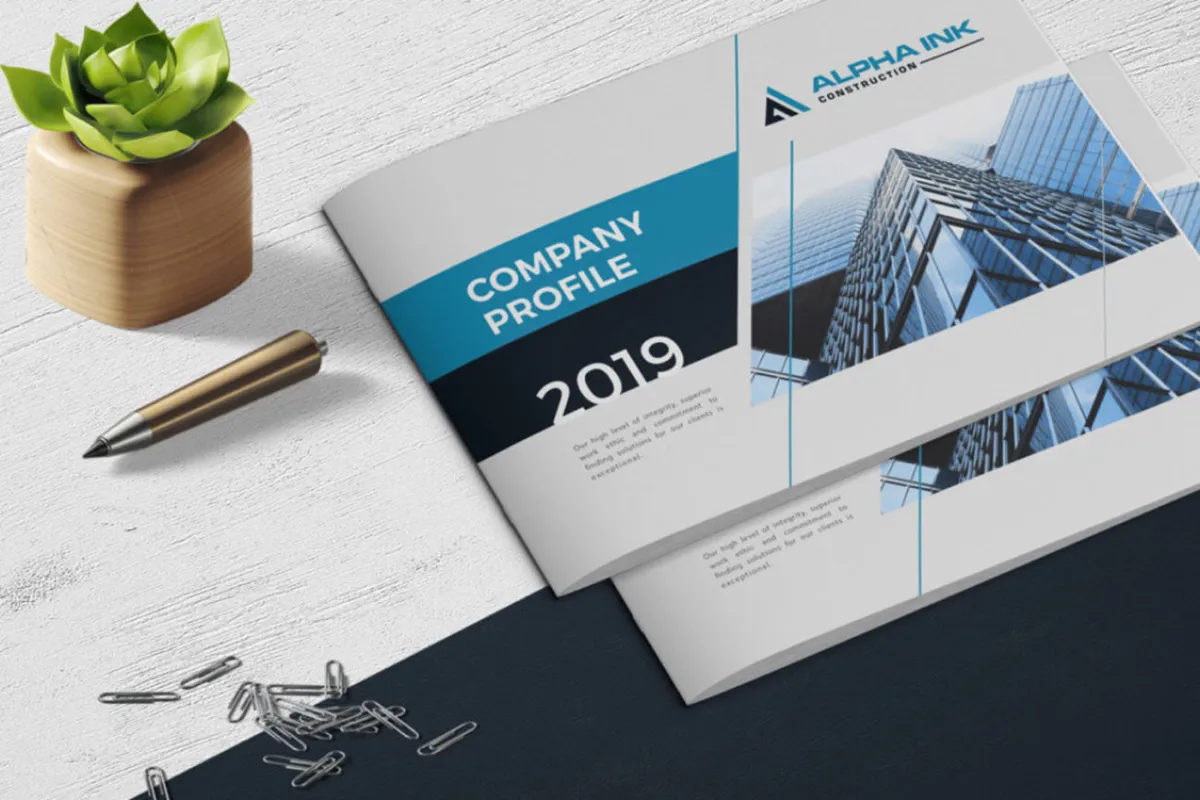 ALPHA INK
CONSTRUCTION
COMPANY
PROFILE
2019
Our high level of integrity, superior
work ethic and commitment to
finding solutions for our clients is
exceptional.
Our high level of integrity, superior
work ethic and commitment to
finding solutions for our clients is
exceptional.